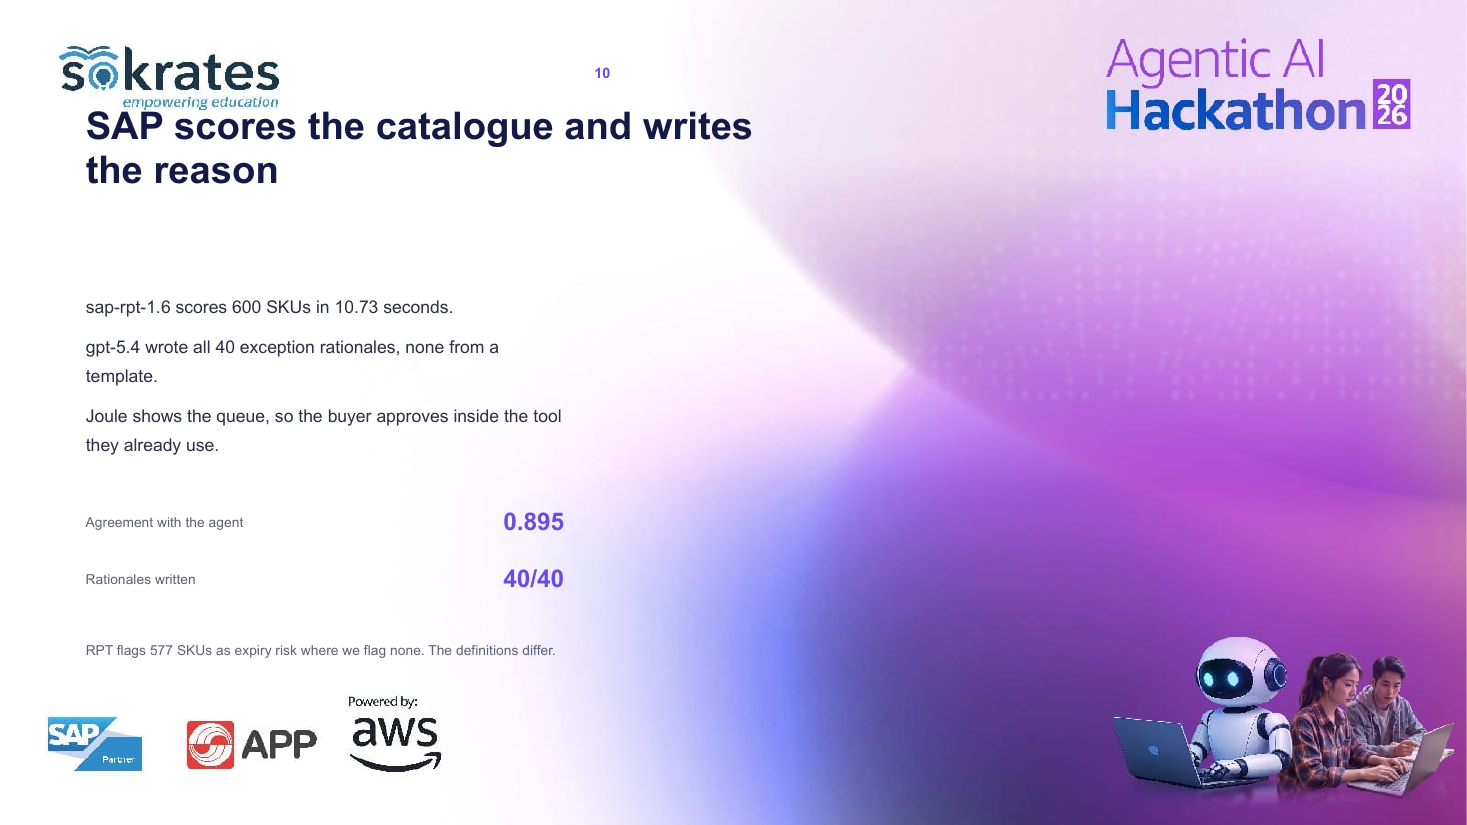 sokrates
empowering education
10
Agentic AI
Hackathon 20
26
SAP scores the catalogue and writes
the reason
sap-rpt-1.6 scores 600 SKUs in 10.73 seconds.
gpt-5.4 wrote all 40 exception rationales, none from a
template.
Joule shows the queue, so the buyer approves inside the tool
they already use.
Agreement with the agent 0.895
Rationales written 40/40
RPT flags 577 SKUs as expiry risk where we flag none. The definitions differ.
SAP
Partner
APP
Powered by:
aws